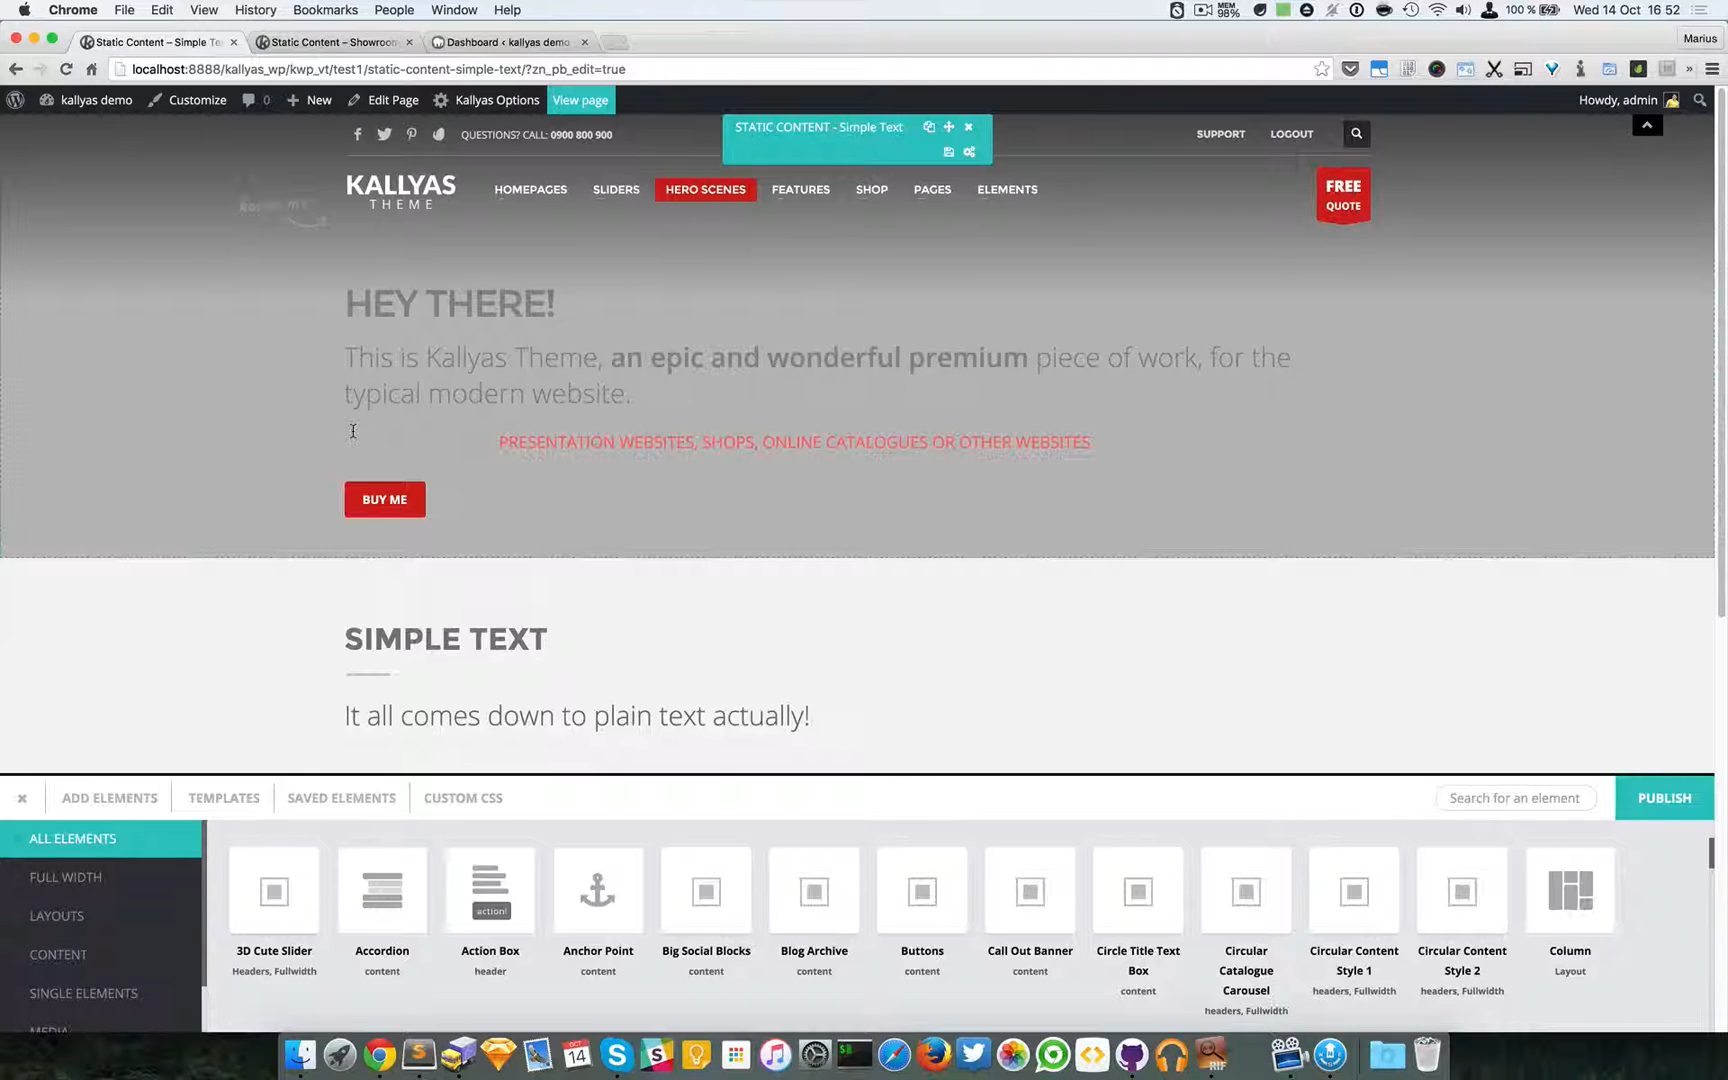 Chrome File Edit View History Bookmarks People Window Help
MEM 98% 100 % Wed 14 Oct 16 52
Static Content – Simple Te Static Content – Showroom Dashboard ‹ kallyas demo Marius
localhost:8888/kallyas_wp/kwp_vt/test1/static-content-simple-text/?zn_pb_edit=true
kallyas demo Customize 0 New Edit Page Kallyas Options View page Howdy, admin
QUESTIONS? CALL: 0900 800 900 STATIC CONTENT - Simple Text SUPPORT LOGOUT
KALLYAS
THEME
HOMEPAGES SLIDERS HERO SCENES FEATURES SHOP PAGES ELEMENTS
FREE
QUOTE
HEY THERE!
This is Kallyas Theme, an epic and wonderful premium piece of work, for the
typical modern website.
PRESENTATION WEBSITES, SHOPS, ONLINE CATALOGUES OR OTHER WEBSITES
BUY ME
SIMPLE TEXT
It all comes down to plain text actually!
ADD ELEMENTS TEMPLATES SAVED ELEMENTS CUSTOM CSS Search for an element PUBLISH
ALL ELEMENTS
FULL WIDTH
LAYOUTS
CONTENT
SINGLE ELEMENTS
MEDIA
action!
3D Cute Slider
Headers, Fullwidth
Accordion
content
Action Box
header
Anchor Point
content
Big Social Blocks
content
Blog Archive
content
Buttons
content
Call Out Banner
content
Circle Title Text
Box
content
Circular
Catalogue
Carousel
headers, Fullwidth
Circular Content
Style 1
headers, Fullwidth
Circular Content
Style 2
headers, Fullwidth
Column
Layout
14
RIF